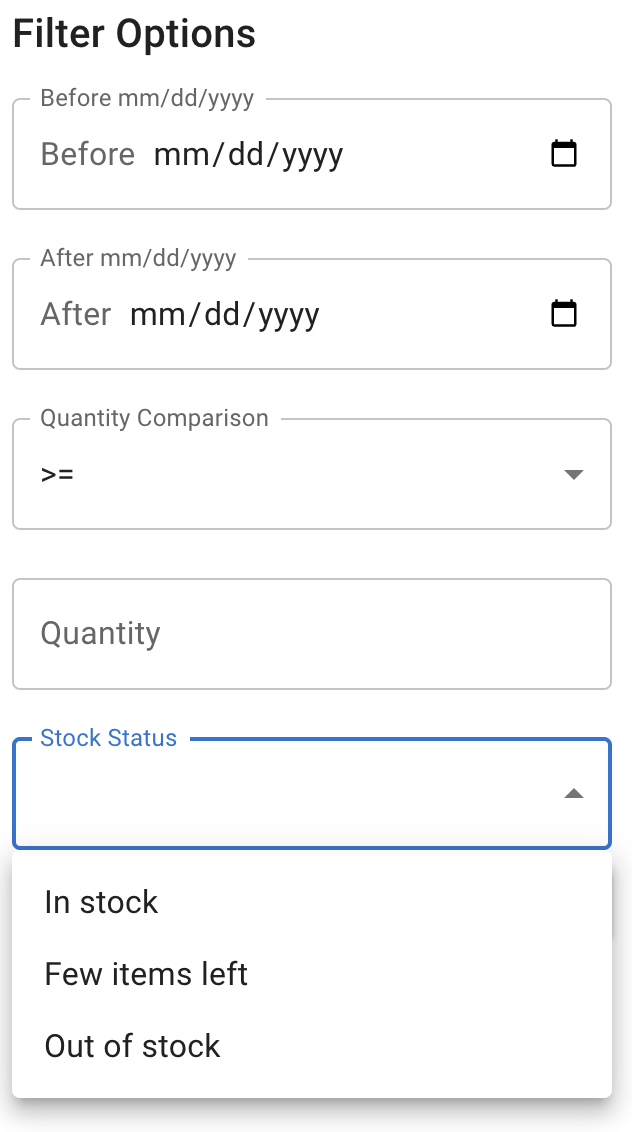 Filter Options
Before mm/dd/yyyy
Before mm/dd/yyyy
After mm/dd/yyyy
After mm/dd/yyyy
Quantity Comparison
>=
Quantity
Stock Status
In stock
Few items left
Out of stock